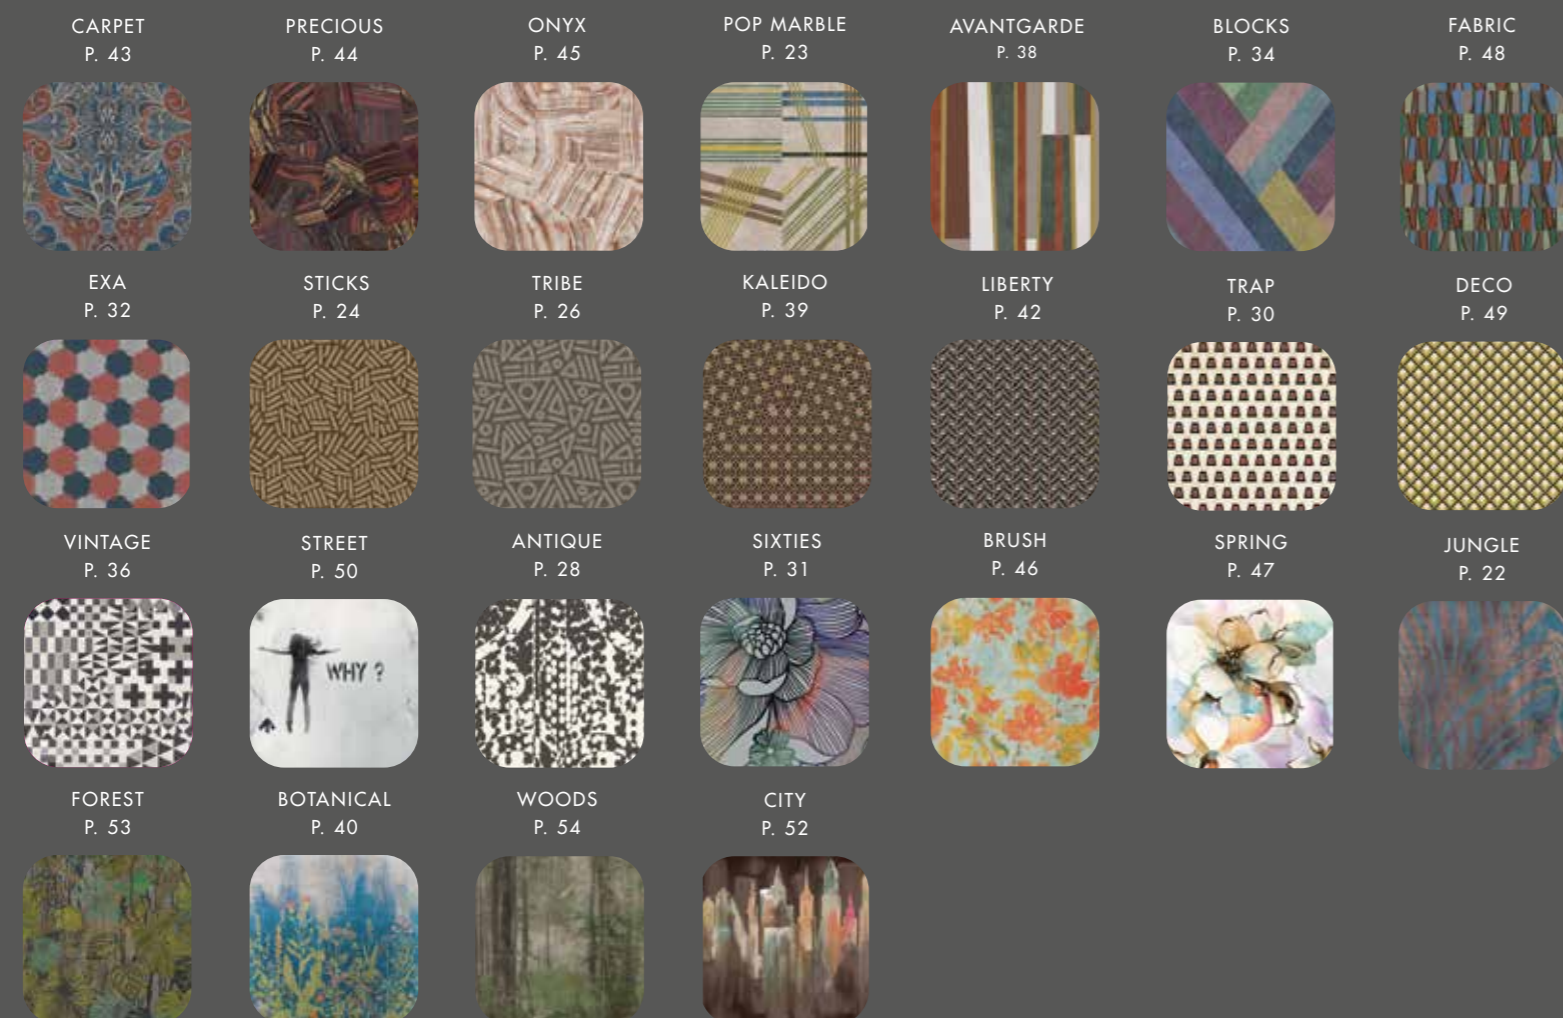 CARPET
P. 43
PRECIOUS
P. 44
ONYX
P. 45
POP MARBLE
P. 23
AVANTGARDE
P. 38
BLOCKS
P. 34
FABRIC
P. 48
EXA
P. 32
STICKS
P. 24
TRIBE
P. 26
KALEIDO
P. 39
LIBERTY
P. 42
TRAP
P. 30
DECO
P. 49
VINTAGE
P. 36
STREET
P. 50
ANTIQUE
P. 28
SIXTIES
P. 31
BRUSH
P. 46
SPRING
P. 47
JUNGLE
P. 22
WHY ?
FOREST
P. 53
BOTANICAL
P. 40
WOODS
P. 54
CITY
P. 52